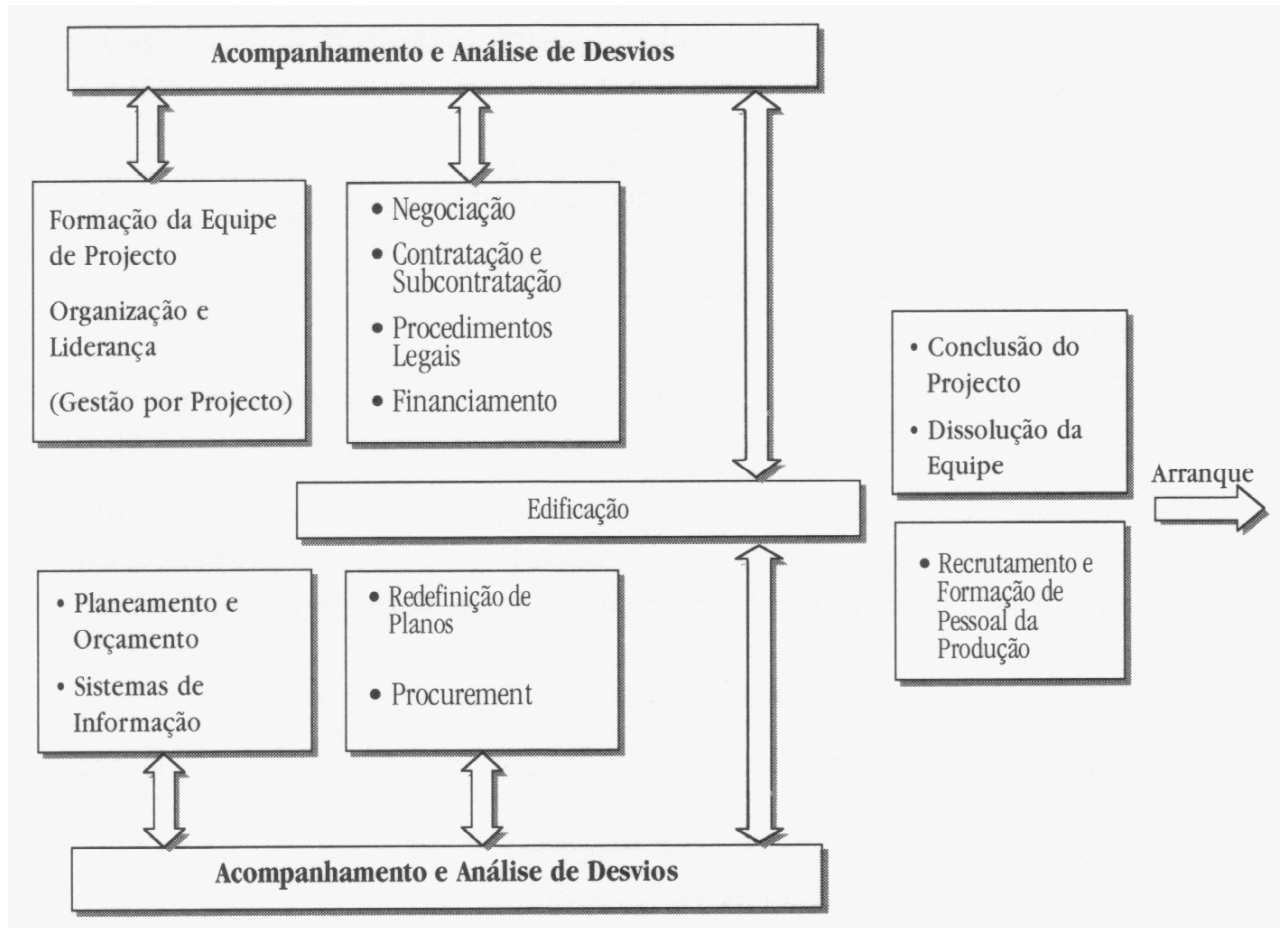 Acompanhamento e Análise de Desvios
Formação da Equipe
de Projecto
Organização e
Liderança
(Gestão por Projecto)
• Negociação
• Contratação e
Subcontratação
• Procedimentos
Legais
• Financiamento
• Conclusão do
Projecto
• Dissolução da
Equipe
Arranque
Edificação
• Planeamento e
Orçamento
• Sistemas de
Informação
• Redefinição de
Planos
• Procurement
• Recrutamento e
Formação de
Pessoal da
Produção
Acompanhamento e Análise de Desvios